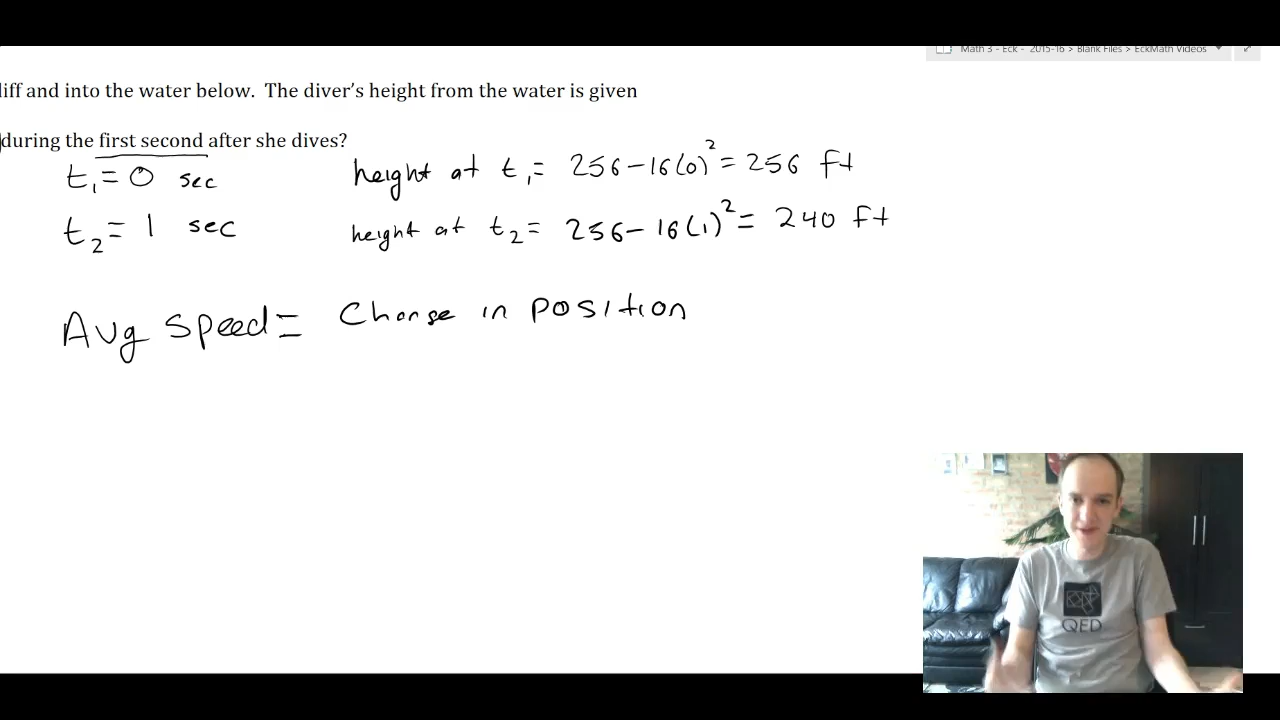 Math 3 - Eck - 2015-16 > Blank Files > EckMath Videos
liff and into the water below. The diver's height from the water is given
during the first second after she dives?
t₁ = 0 sec
height at t₁ = 256 - 16(0)² = 256 ft
t₂ = 1 sec
height at t₂ = 256 - 16(1)² = 240 ft
Avg Speed = Change in position
QED